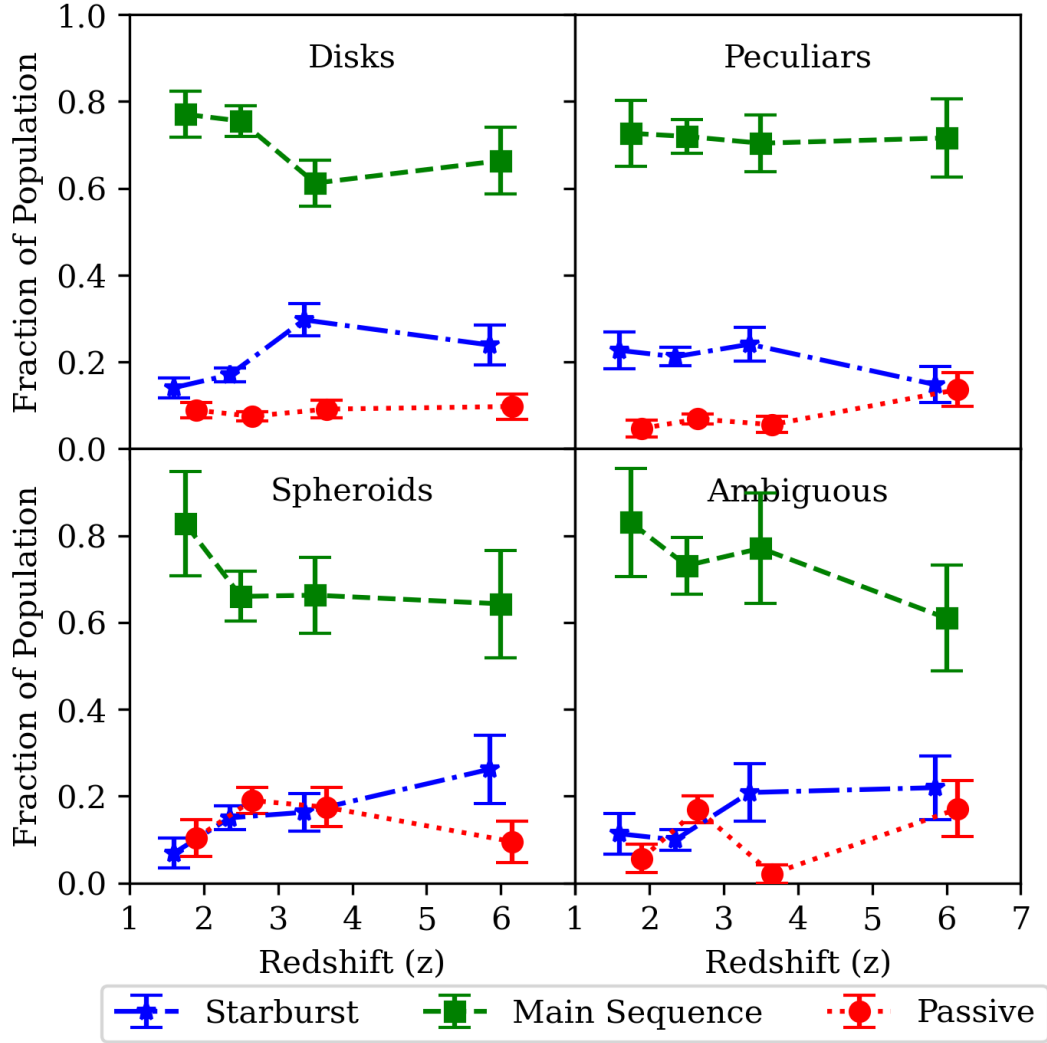 1.0
0.8
0.6
0.4
0.2
0.0
Fraction of Population
Disks
Peculiars
0.8
0.6
0.4
0.2
0.0
Fraction of Population
Spheroids
Ambiguous
1 2 3 4 5 6 1 2 3 4 5 6 7
Redshift (z) Redshift (z)
Starburst Main Sequence Passive